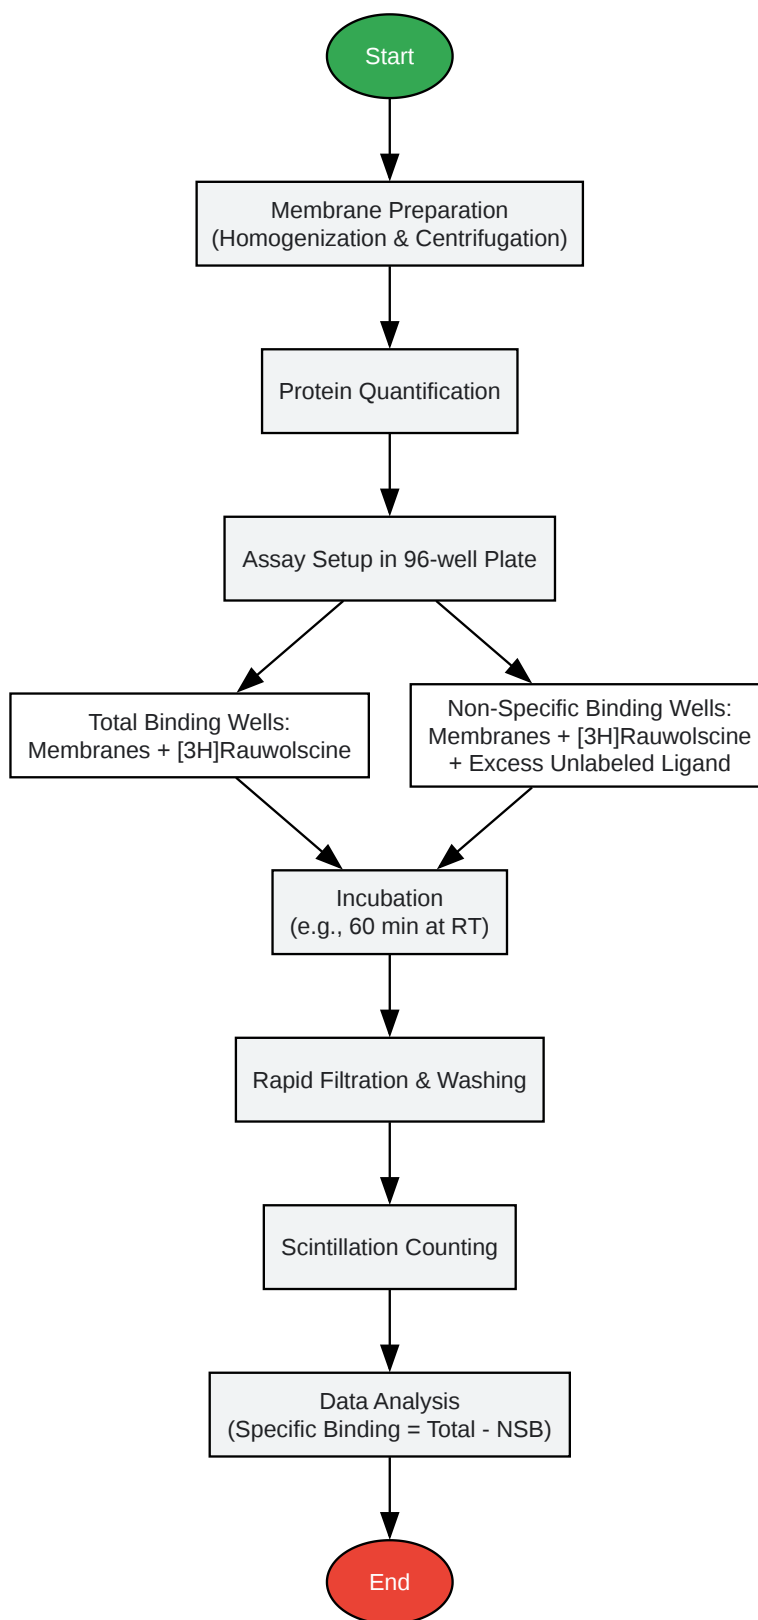 Start
Membrane Preparation
(Homogenization & Centrifugation)
Protein Quantification
Assay Setup in 96-well Plate
Total Binding Wells:
Membranes + [3H]Rauwolscine
Non-Specific Binding Wells:
Membranes + [3H]Rauwolscine
+ Excess Unlabeled Ligand
Incubation
(e.g., 60 min at RT)
Rapid Filtration & Washing
Scintillation Counting
Data Analysis
(Specific Binding = Total - NSB)
End